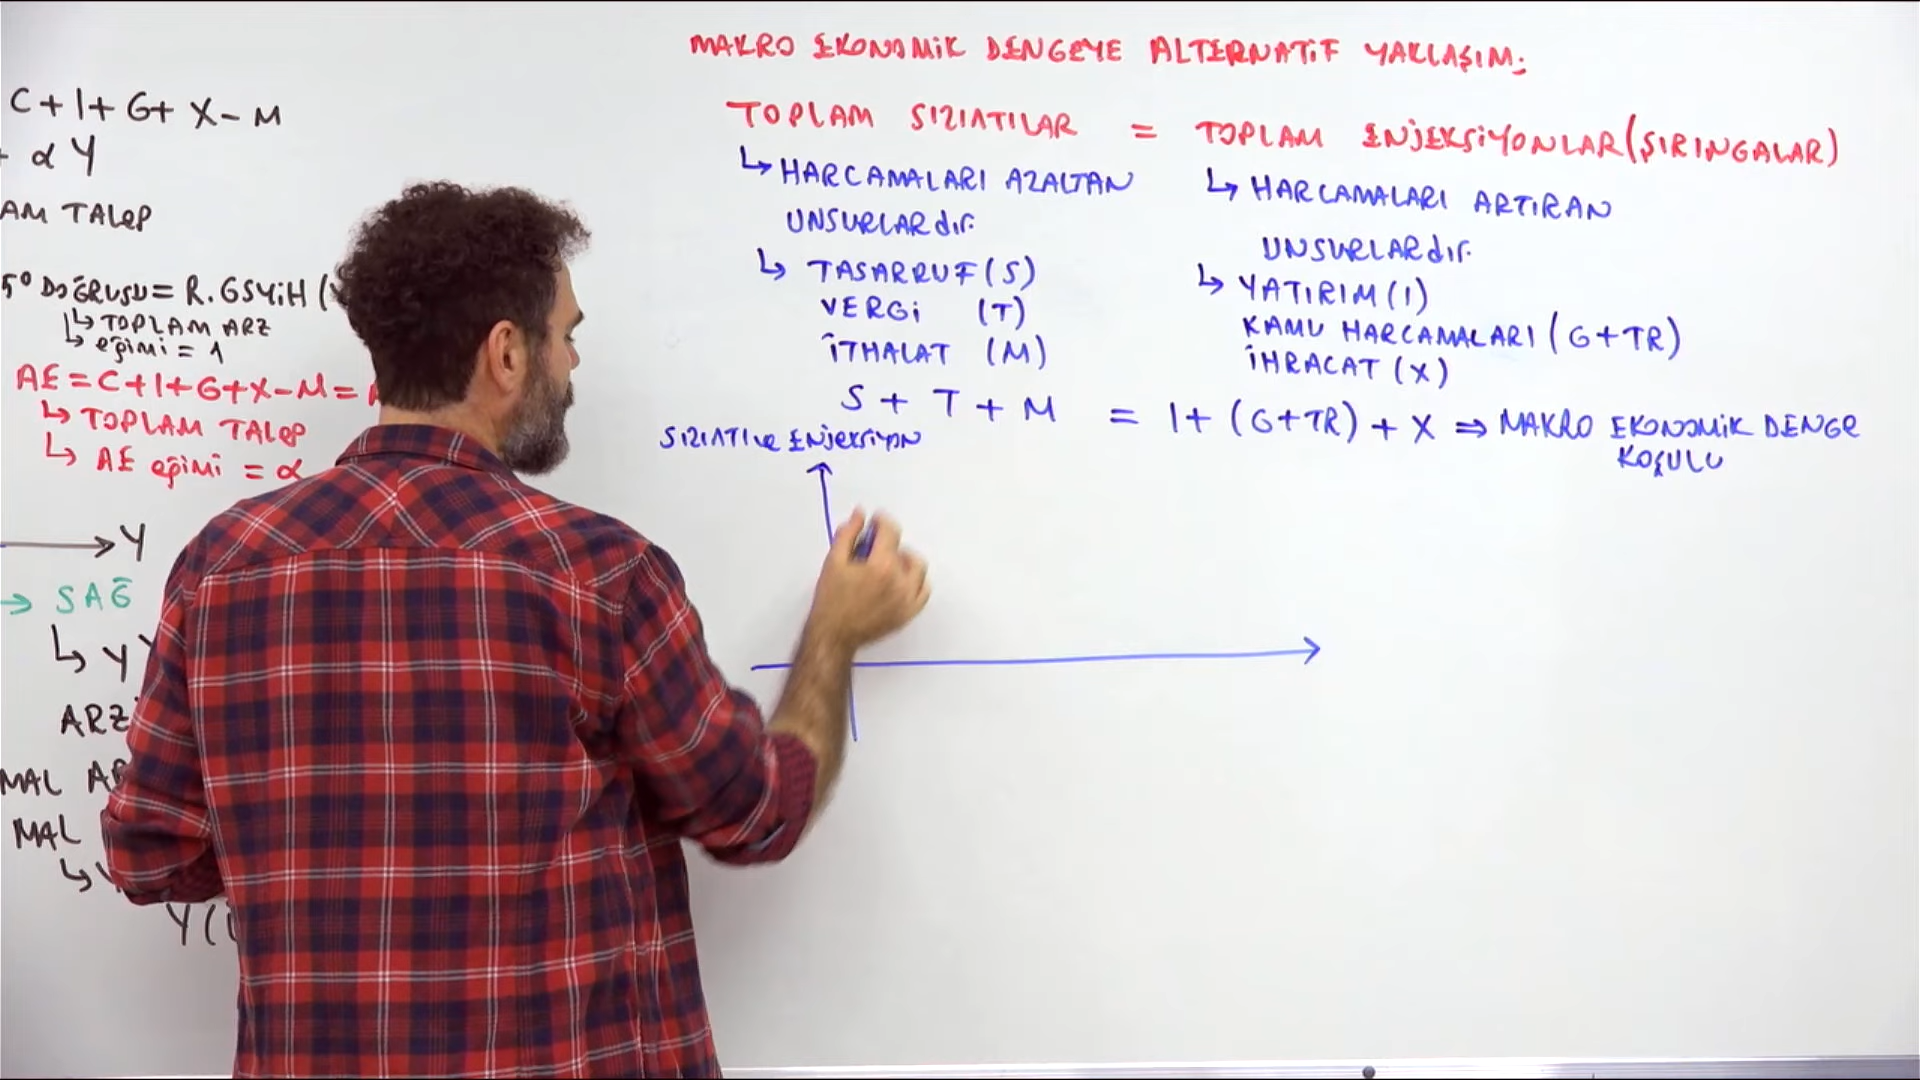 C + I + G + X - M
+ αY
AM TALEP
5° DOĞRUSU = R.GSYİH (
↳ TOPLAM ARZ
↳ eğimi = 1
AE = C + I + G + X - M =
↳ TOPLAM TALEP
↳ AE eğimi = α
→ Y
→ SAĞ
↳ Y
ARZ
MAL AR
MAL
↳ Y
Y (i
MAKRO EKONOMİK DENGEYE ALTERNATİF YAKLAŞIM:
TOPLAM SIZINTILAR = TOPLAM ENJEKSİYONLAR (ŞIRINGALAR)
↳ HARCAMALARI AZALTAN
UNSURLARdır.
↳ TASARRUF (S)
VERGİ (T)
İTHALAT (M)
↳ HARCAMALARI ARTIRAN
UNSURLARdır.
↳ YATIRIM (I)
KAMU HARCAMALARI (G+TR)
İHRACAT (X)
S + T + M = I + (G+TR) + X ⇒ MAKRO EKONOMİK DENGE
KOŞULU
SIZINTI ve ENJEKSİYON